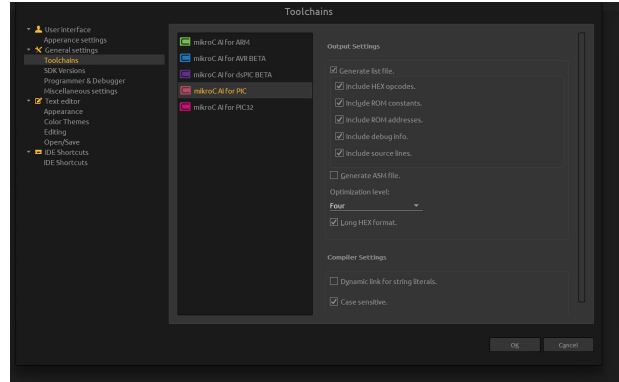 Toolchains
User interface
Apperance settings
General settings
Toolchains
SDK Versions
Programmer & Debugger
Miscellaneous settings
Text editor
Appearance
Color Themes
Editing
Open/Save
IDE Shortcuts
IDE Shortcuts
mikroC AI for ARM
mikroC AI for AVR BETA
mikroC AI for dsPIC BETA
mikroC AI for PIC
mikroC AI for PIC32
Output Settings
Generate list file.
Include HEX opcodes.
Include ROM constants.
Include ROM addresses.
Include debug info.
Include source lines.
Generate ASM file.
Optimization level:
Four
Long HEX format.
Compiler Settings
Dynamic link for string literals.
Case sensitive.
OK
Cancel